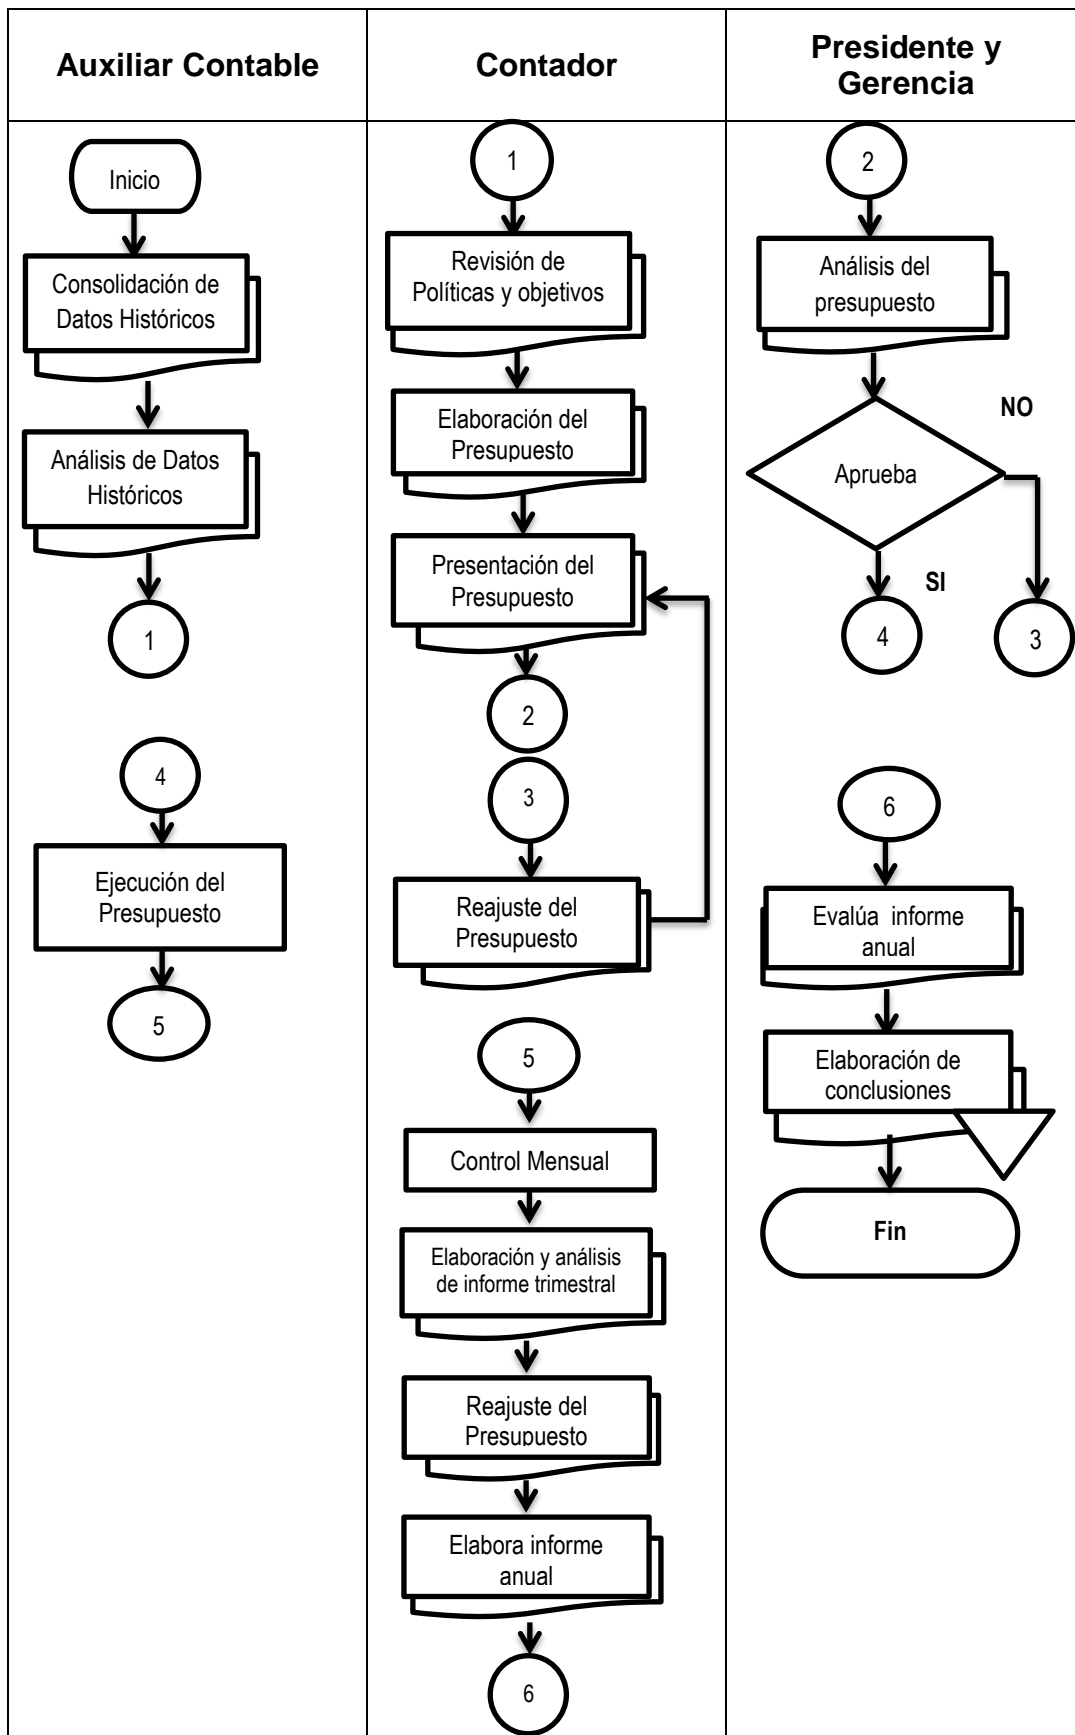 Auxiliar Contable
Contador
Presidente y
Gerencia
Inicio
Consolidación de
Datos Históricos
Análisis de Datos
Históricos
1
4
Ejecución del
Presupuesto
5
1
Revisión de
Políticas y objetivos
Elaboración del
Presupuesto
Presentación del
Presupuesto
2
3
Reajuste del
Presupuesto
5
Control Mensual
Elaboración y análisis
de informe trimestral
Reajuste del
Presupuesto
Elabora informe
anual
6
2
Análisis del
presupuesto
NO
Aprueba
SI
4
3
6
Evalúa informe
anual
Elaboración de
conclusiones
Fin